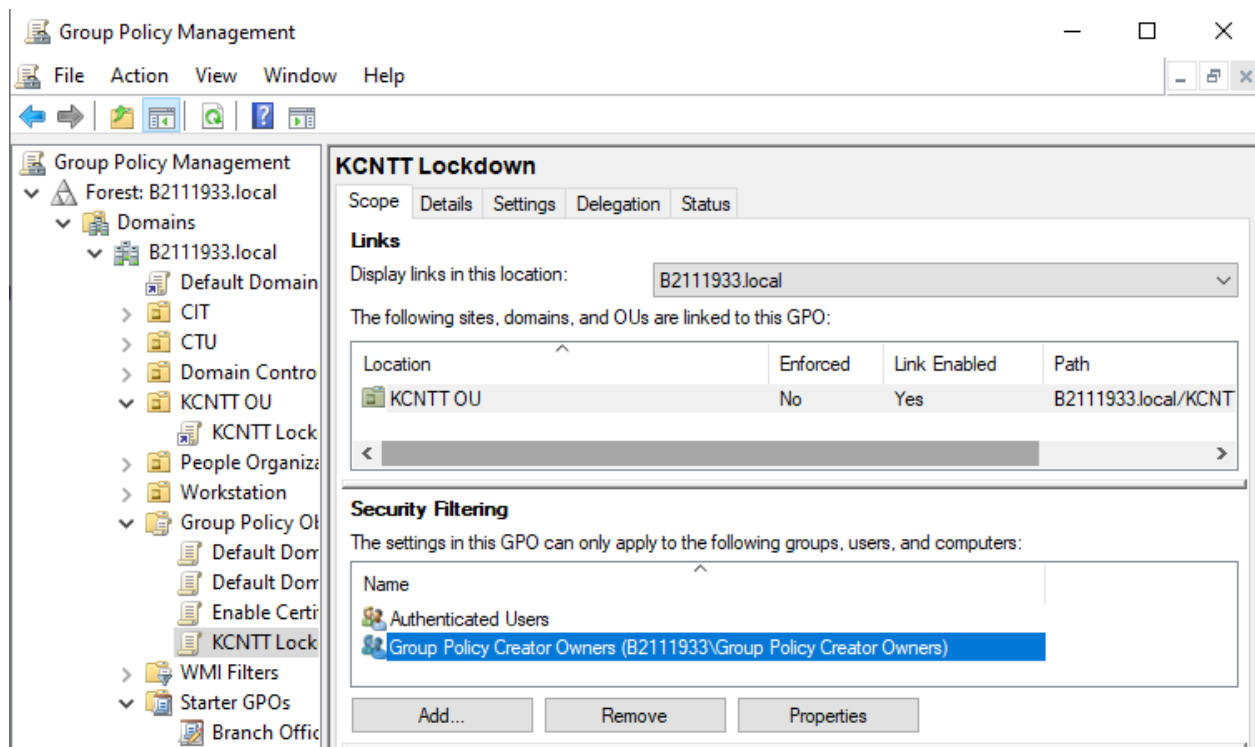 Group Policy Management
File Action View Window Help
Group Policy Management
Forest: B2111933.local
Domains
B2111933.local
Default Domain
CIT
CTU
Domain Contro
KCNTT OU
KCNTT Lock
People Organiza
Workstation
Group Policy Ob
Default Dom
Default Dom
Enable Certi
KCNTT Lock
WMI Filters
Starter GPOs
Branch Offic
KCNTT Lockdown
Scope Details Settings Delegation Status
Links
Display links in this location: B2111933.local
The following sites, domains, and OUs are linked to this GPO:
Location Enforced Link Enabled Path
KCNTT OU No Yes B2111933.local/KCNT
Security Filtering
The settings in this GPO can only apply to the following groups, users, and computers:
Name
Authenticated Users
Group Policy Creator Owners (B2111933\Group Policy Creator Owners)
Add... Remove Properties